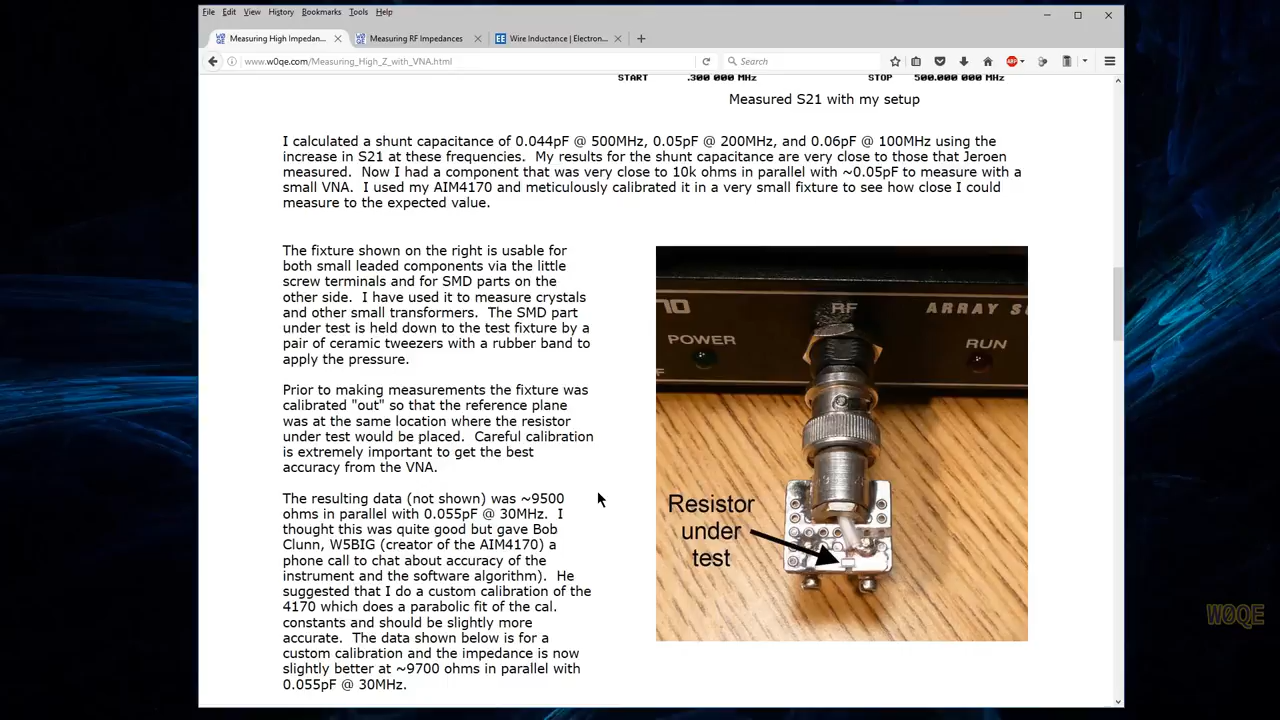 File Edit View History Bookmarks Tools Help
Measuring High Impedan...
Measuring RF Impedances
Wire Inductance | Electron...
www.w0qe.com/Measuring_High_Z_with_VNA.html
Search
ABP
START .300 000 MHz STOP 500.000 000 MHz
Measured S21 with my setup
I calculated a shunt capacitance of 0.044pF @ 500MHz, 0.05pF @ 200MHz, and 0.06pF @ 100MHz using the
increase in S21 at these frequencies. My results for the shunt capacitance are very close to those that Jeroen
measured. Now I had a component that was very close to 10k ohms in parallel with ~0.05pF to measure with a
small VNA. I used my AIM4170 and meticulously calibrated it in a very small fixture to see how close I could
measure to the expected value.
The fixture shown on the right is usable for
both small leaded components via the little
screw terminals and for SMD parts on the
other side. I have used it to measure crystals
and other small transformers. The SMD part
under test is held down to the test fixture by a
pair of ceramic tweezers with a rubber band to
apply the pressure.
Prior to making measurements the fixture was
calibrated "out" so that the reference plane
was at the same location where the resistor
under test would be placed. Careful calibration
is extremely important to get the best
accuracy from the VNA.
The resulting data (not shown) was ~9500
ohms in parallel with 0.055pF @ 30MHz. I
thought this was quite good but gave Bob
Clunn, W5BIG (creator of the AIM4170) a
phone call to chat about accuracy of the
instrument and the software algorithm). He
suggested that I do a custom calibration of the
4170 which does a parabolic fit of the cal.
constants and should be slightly more
accurate. The data shown below is for a
custom calibration and the impedance is now
slightly better at ~9700 ohms in parallel with
0.055pF @ 30MHz.
70 RF ARRAY S
POWER RUN
F
Resistor
under
test
W0QE